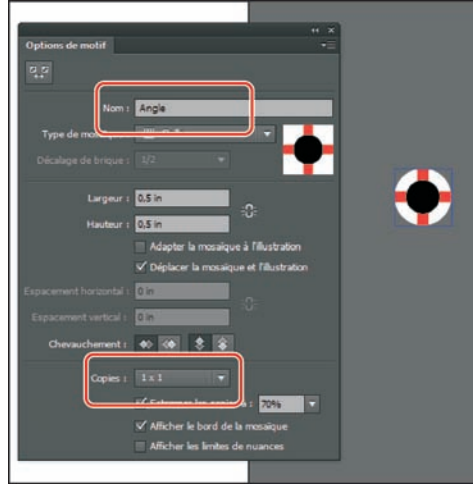 Options de motif
Nom : Angle
Type de
Décalage de brique : 1/2
Largeur : 0,5 in
Hauteur : 0,5 in
Adapter la mosaïque à l'illustration
Déplacer la mosaïque et l'illustration
Espacement horizontal : 0 in
Espacement vertical : 0 in
Chevauchement :
Copies : 1 x 1
70%
Afficher le bord de la mosaïque
Afficher les limites de nuances